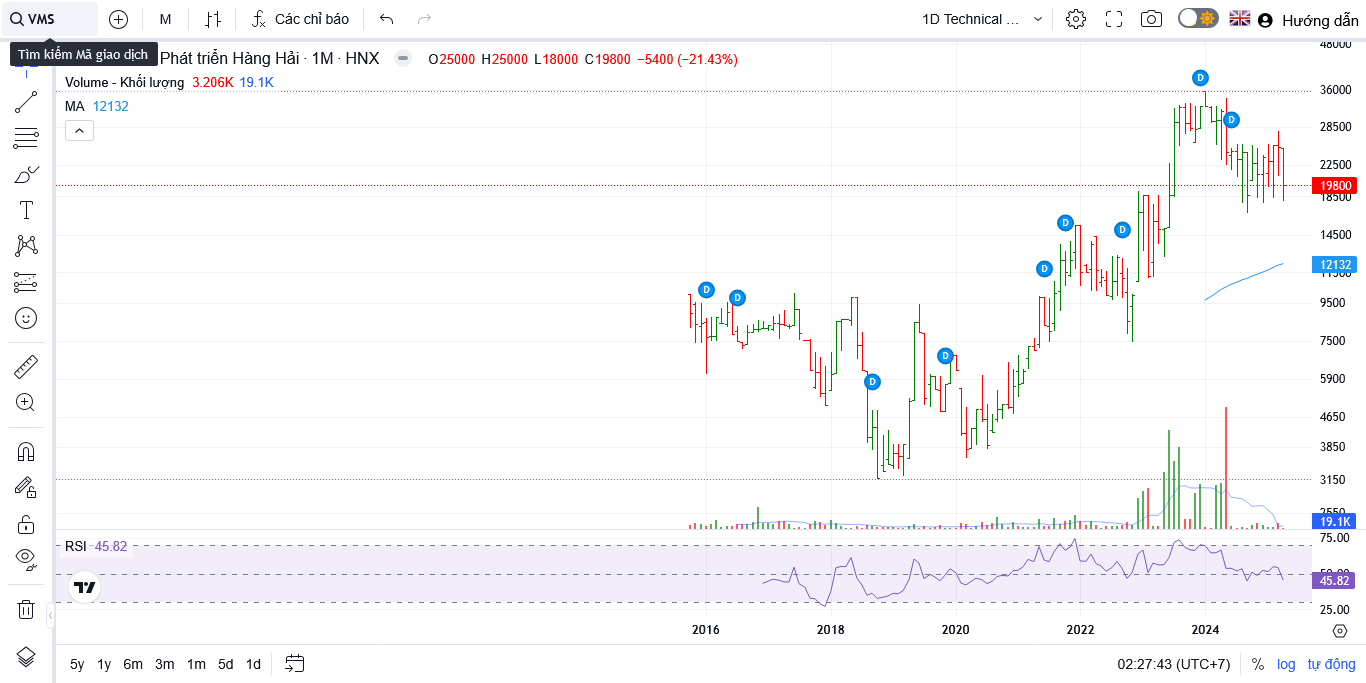 VMS
M
Các chỉ báo
1D Technical ...
Hướng dẫn
Tìm kiếm Mã giao dịch
Phát triển Hàng Hải · 1M · HNX
O25000 H25000 L18000 C19800 −5400 (−21.43%)
Volume - Khối lượng 3.206K 19.1K
MA 12132
D
D
D
D
D
D
D
D
D
48000
36000
28500
22500
19800
18500
14500
12132
11500
9500
7500
5900
4650
3850
3150
2550
19.1K
RSI 45.82
75.00
50.00
45.82
25.00
2016 2018 2020 2022 2024
5y 1y 6m 3m 1m 5d 1d
02:27:43 (UTC+7)
% log tự động